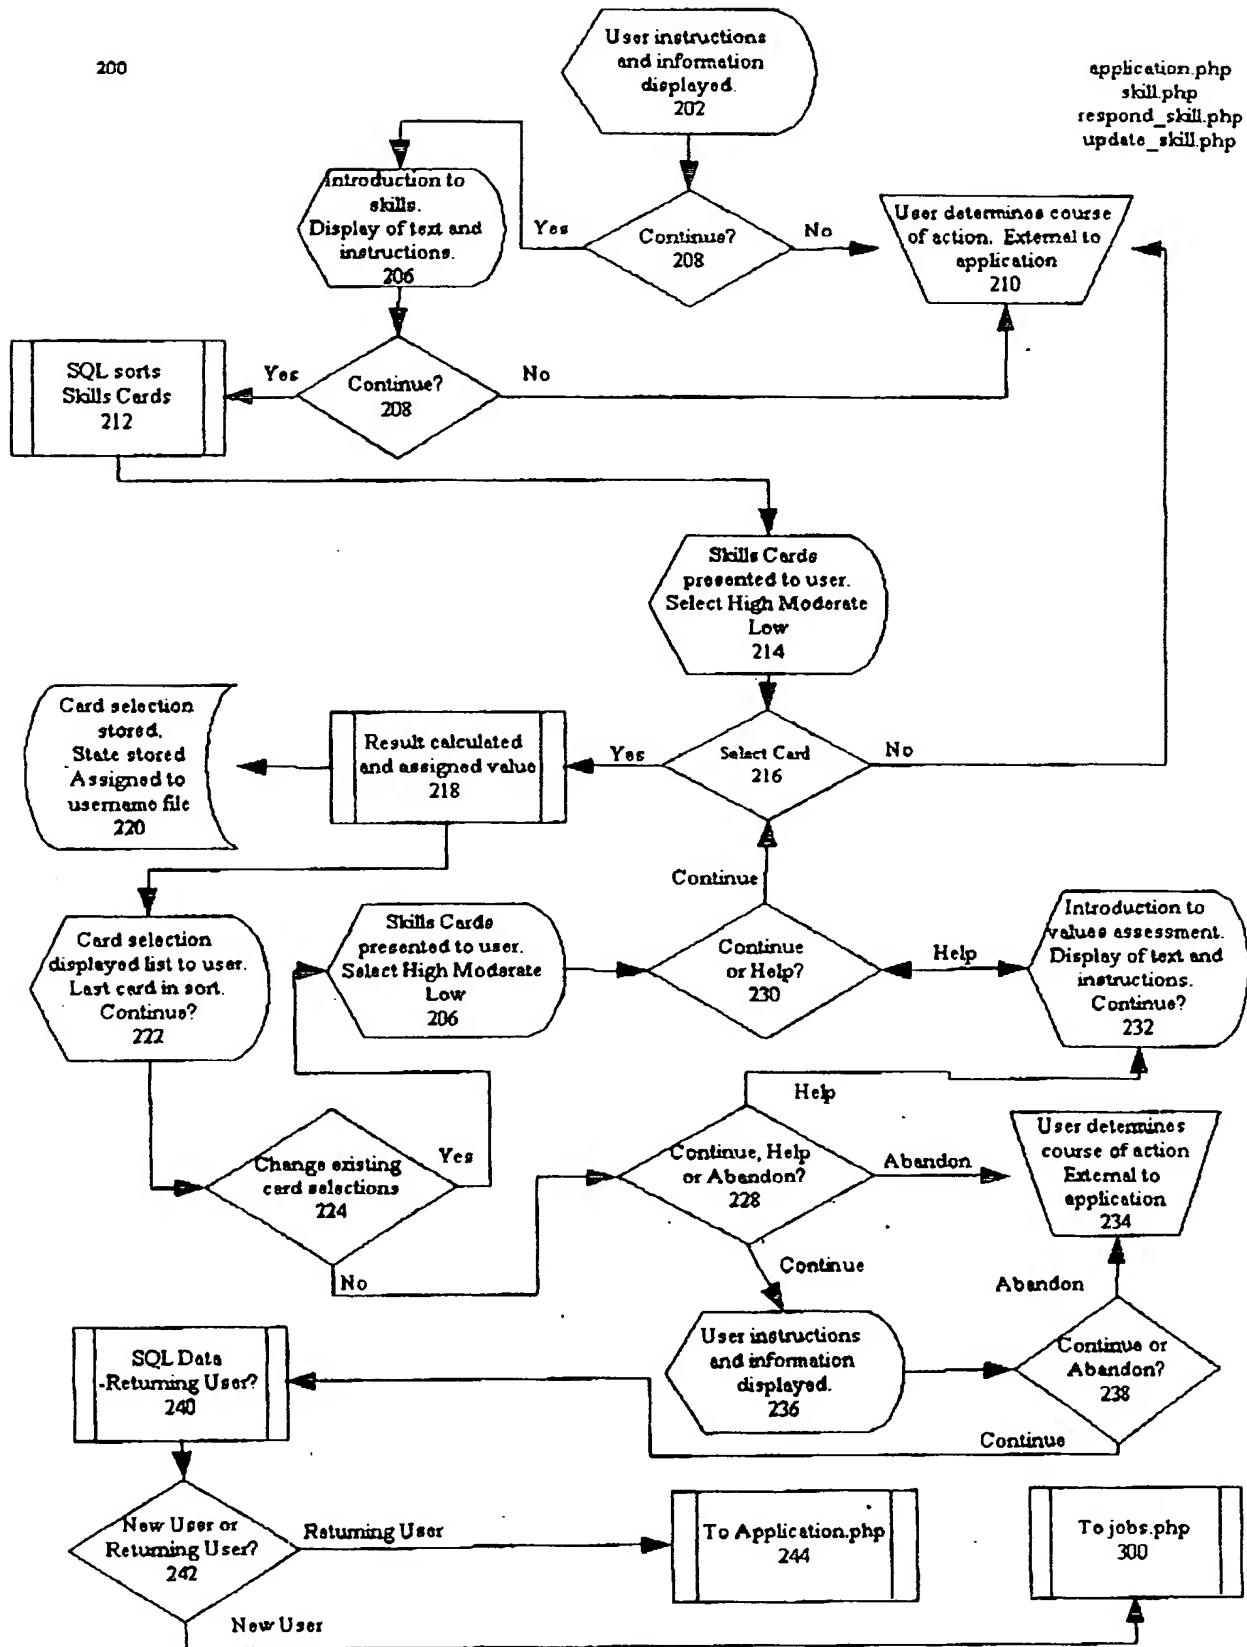 200
User instructions
and information
displayed.
202
application.php
skill.php
respond_skill.php
update_skill.php
Introduction to
skills.
Display of text and
instructions.
206
Yes
Continue?
208
No
User determines course
of action. External to
application
210
SQL sorts
Skills Cards
212
Yes
Continue?
208
No
Skills Cards
presented to user.
Select High Moderate
Low
214
Card selection
stored.
State stored
Assigned to
username file
220
Result calculated
and assigned value
218
Yes
Select Card
216
No
Continue
Card selection
displayed list to user.
Last card in sort.
Continue?
222
Skills Cards
presented to user.
Select High Moderate
Low
206
Continue
or Help?
230
Help
Introduction to
values assessment.
Display of text and
instructions.
Continue?
232
Help
Change existing
card selections
224
Yes
No
Continue, Help
or Abandon?
228
Abandon
User determines
course of action
External to
application
234
Continue
Abandon
SQL Data
-Returning User?
240
User instructions
and information
displayed.
236
Continue or
Abandon?
238
Continue
New User or
Returning User?
242
Returning User
To Application.php
244
To jobs.php
300
New User